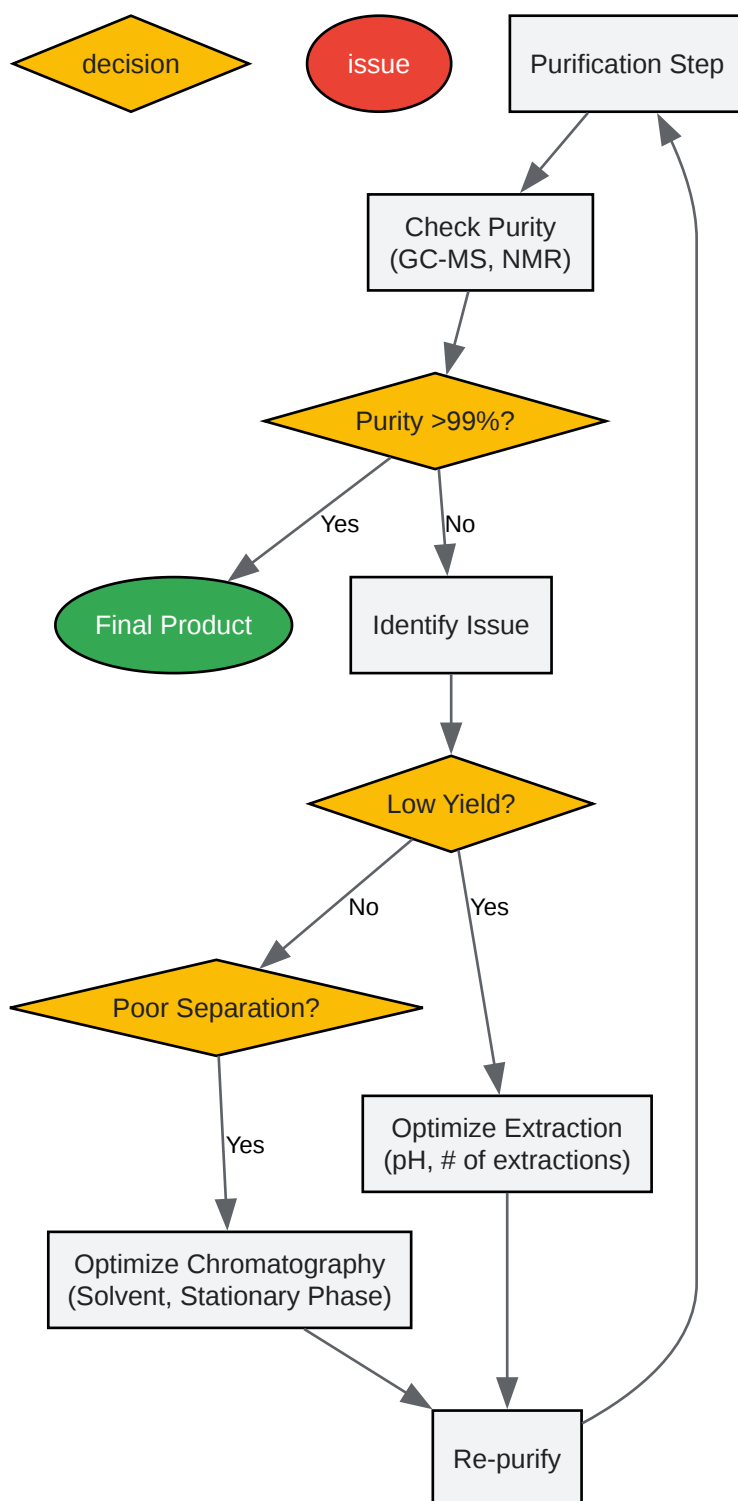 decision
issue
Purification Step
Check Purity
(GC-MS, NMR)
Purity >99%?
Yes
No
Final Product
Identify Issue
Low Yield?
No
Yes
Poor Separation?
Optimize Extraction
(pH, # of extractions)
Yes
Optimize Chromatography
(Solvent, Stationary Phase)
Re-purify